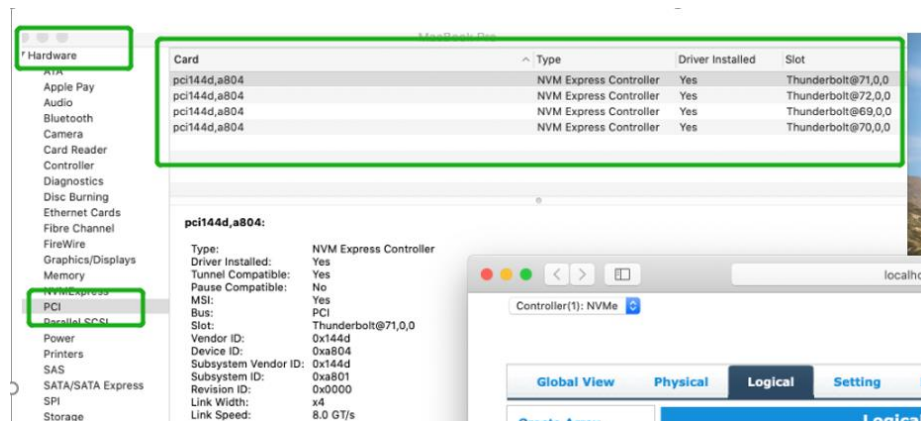 MacBook Pro
Hardware
ATA
Apple Pay
Audio
Bluetooth
Camera
Card Reader
Controller
Diagnostics
Disc Burning
Ethernet Cards
Fibre Channel
FireWire
Graphics/Displays
Memory
NVMExpress
PCI
Parallel SCSI
Power
Printers
SAS
SATA/SATA Express
SPI
Storage
Card Type Driver Installed Slot
pci144d,a804 NVM Express Controller Yes Thunderbolt@71,0,0
pci144d,a804 NVM Express Controller Yes Thunderbolt@72,0,0
pci144d,a804 NVM Express Controller Yes Thunderbolt@69,0,0
pci144d,a804 NVM Express Controller Yes Thunderbolt@70,0,0
pci144d,a804:
Type: NVM Express Controller
Driver Installed: Yes
Tunnel Compatible: Yes
Pause Compatible: No
MSI: Yes
Bus: PCI
Slot: Thunderbolt@71,0,0
Vendor ID: 0x144d
Device ID: 0xa804
Subsystem Vendor ID: 0x144d
Subsystem ID: 0xa801
Revision ID: 0x0000
Link Width: x4
Link Speed: 8.0 GT/s
localho
Controller(1): NVMe
Global View Physical Logical Setting
Create Array
Logical